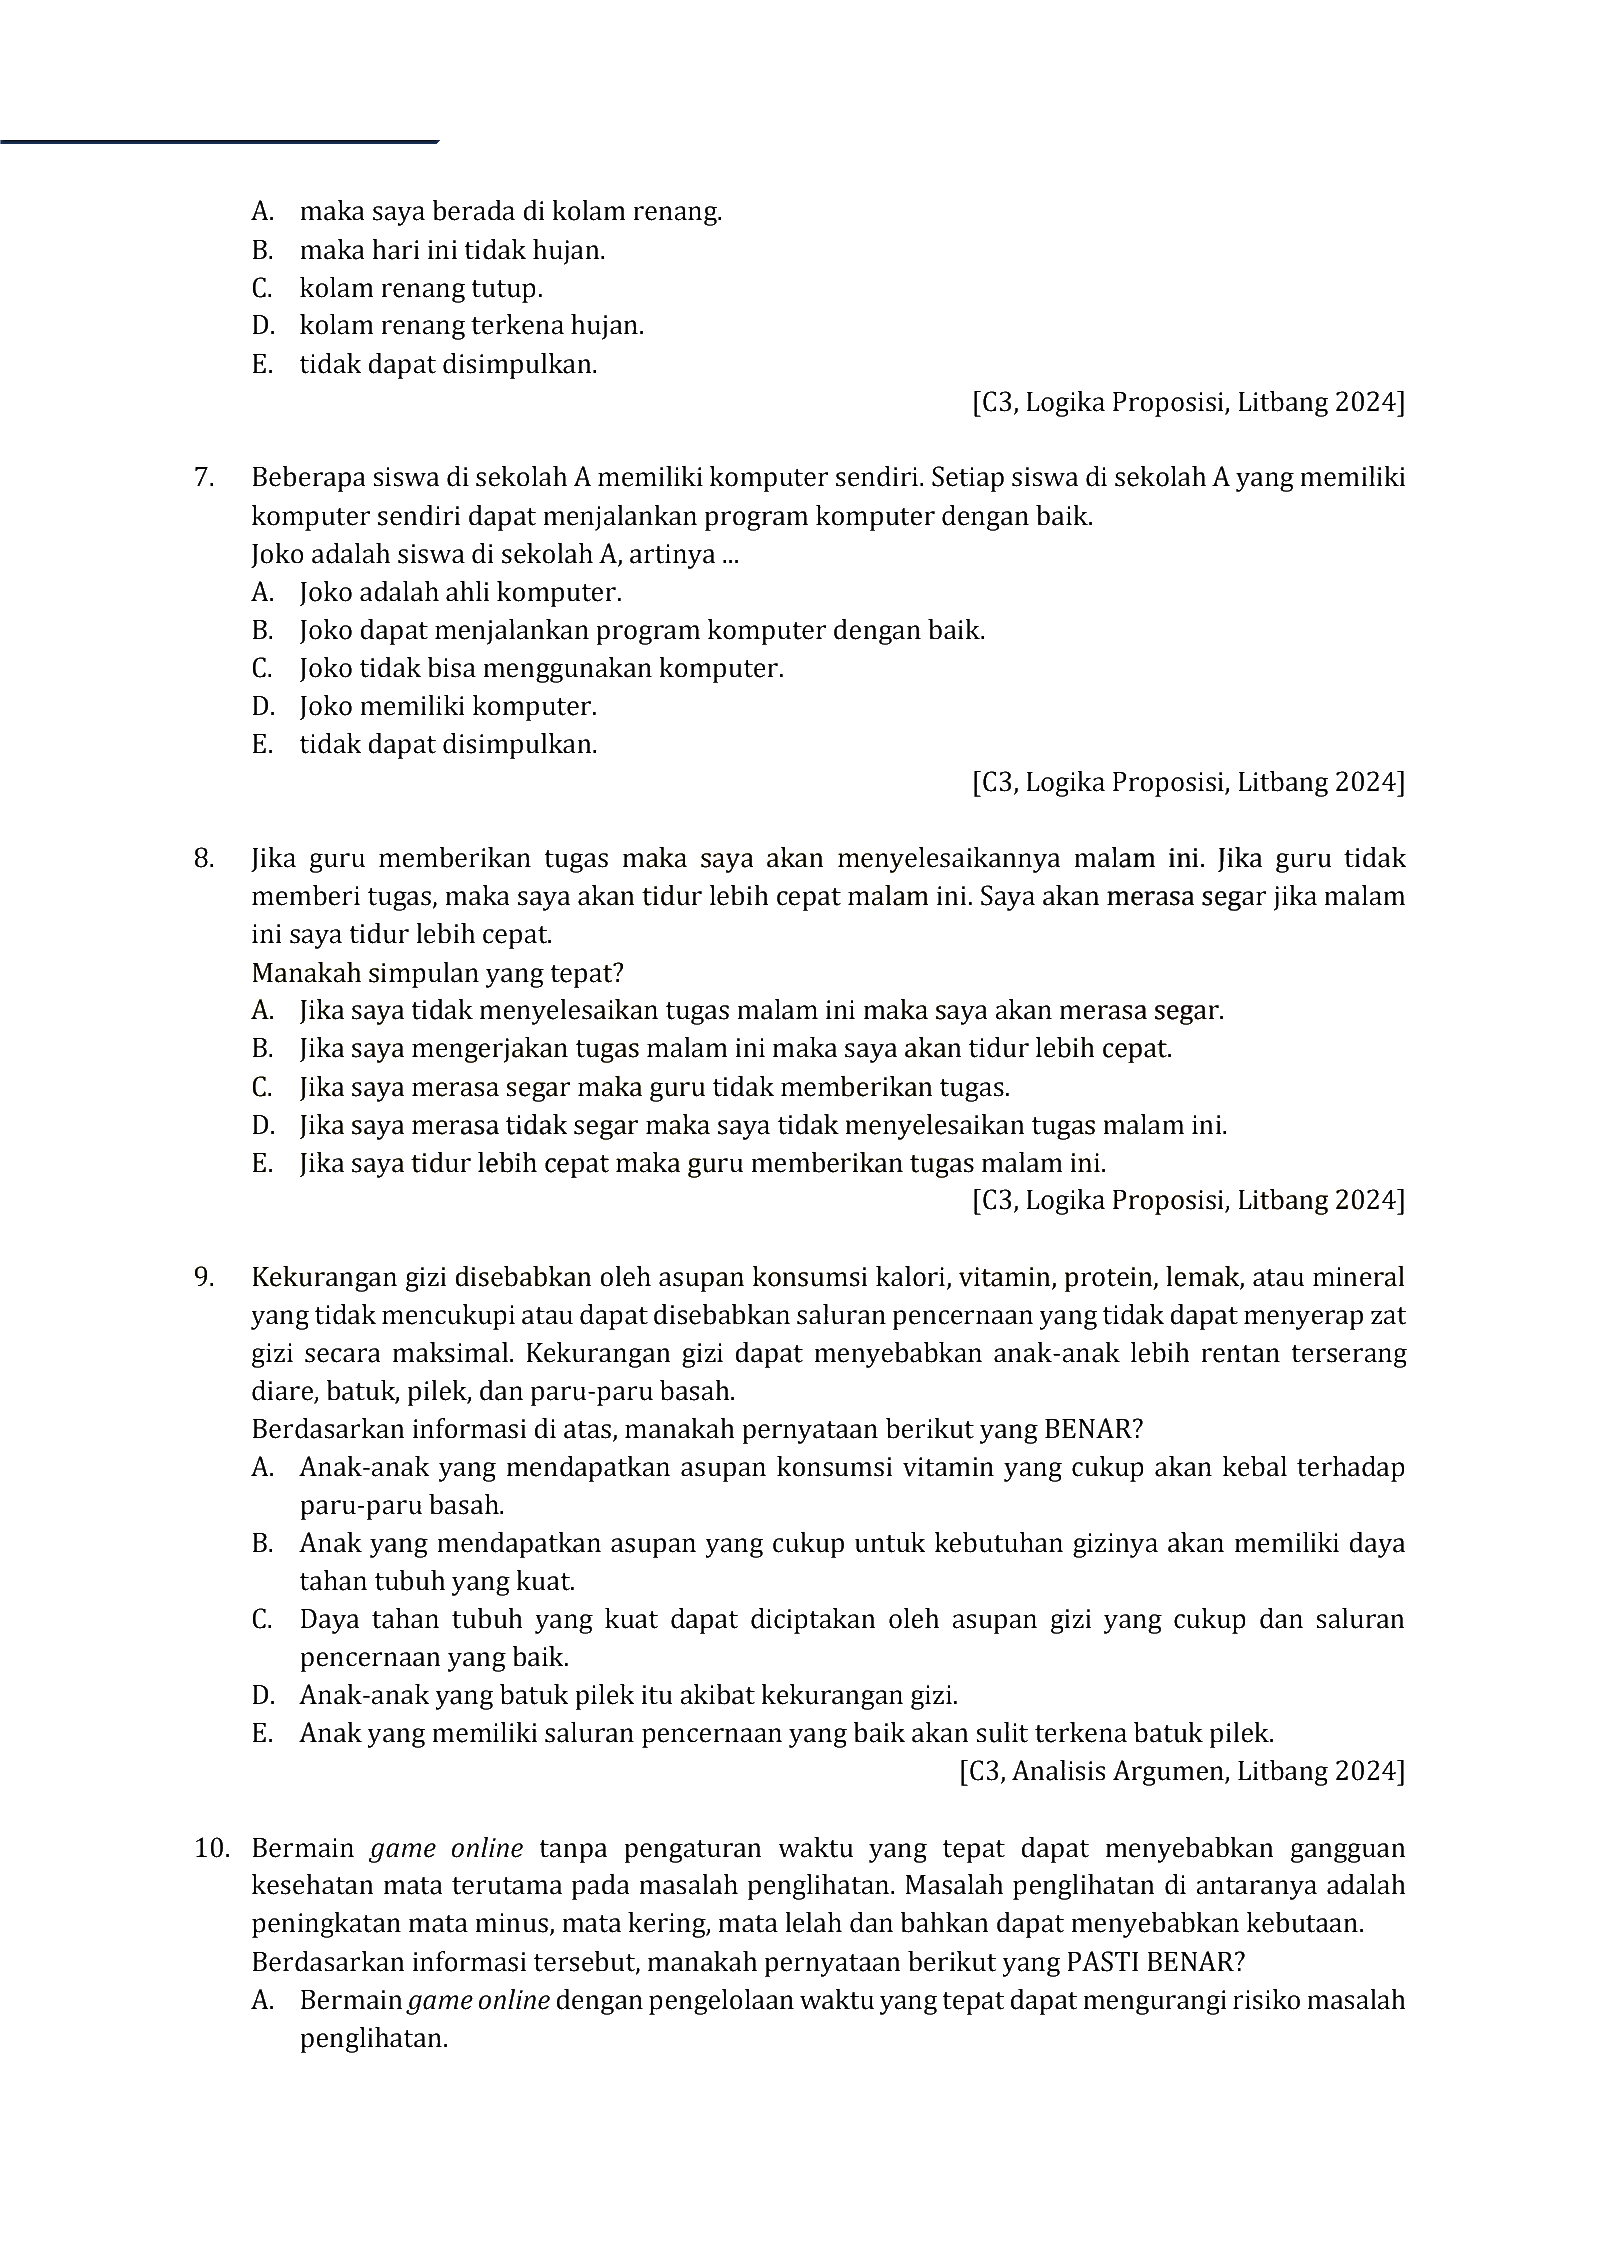 A. maka saya berada di kolam renang.
B. maka hari ini tidak hujan.
C. kolam renang tutup.
D. kolam renang terkena hujan.
E. tidak dapat disimpulkan.
[C3, Logika Proposisi, Litbang 2024]
7. Beberapa siswa di sekolah A memiliki komputer sendiri. Setiap siswa di sekolah A yang memiliki
komputer sendiri dapat menjalankan program komputer dengan baik.
Joko adalah siswa di sekolah A, artinya ...
A. Joko adalah ahli komputer.
B. Joko dapat menjalankan program komputer dengan baik.
C. Joko tidak bisa menggunakan komputer.
D. Joko memiliki komputer.
E. tidak dapat disimpulkan.
[C3, Logika Proposisi, Litbang 2024]
8. Jika guru memberikan tugas maka saya akan menyelesaikannya malam ini. Jika guru tidak
memberi tugas, maka saya akan tidur lebih cepat malam ini. Saya akan merasa segar jika malam
ini saya tidur lebih cepat.
Manakah simpulan yang tepat?
A. Jika saya tidak menyelesaikan tugas malam ini maka saya akan merasa segar.
B. Jika saya mengerjakan tugas malam ini maka saya akan tidur lebih cepat.
C. Jika saya merasa segar maka guru tidak memberikan tugas.
D. Jika saya merasa tidak segar maka saya tidak menyelesaikan tugas malam ini.
E. Jika saya tidur lebih cepat maka guru memberikan tugas malam ini.
[C3, Logika Proposisi, Litbang 2024]
9. Kekurangan gizi disebabkan oleh asupan konsumsi kalori, vitamin, protein, lemak, atau mineral
yang tidak mencukupi atau dapat disebabkan saluran pencernaan yang tidak dapat menyerap zat
gizi secara maksimal. Kekurangan gizi dapat menyebabkan anak-anak lebih rentan terserang
diare, batuk, pilek, dan paru-paru basah.
Berdasarkan informasi di atas, manakah pernyataan berikut yang BENAR?
A. Anak-anak yang mendapatkan asupan konsumsi vitamin yang cukup akan kebal terhadap
paru-paru basah.
B. Anak yang mendapatkan asupan yang cukup untuk kebutuhan gizinya akan memiliki daya
tahan tubuh yang kuat.
C. Daya tahan tubuh yang kuat dapat diciptakan oleh asupan gizi yang cukup dan saluran
pencernaan yang baik.
D. Anak-anak yang batuk pilek itu akibat kekurangan gizi.
E. Anak yang memiliki saluran pencernaan yang baik akan sulit terkena batuk pilek.
[C3, Analisis Argumen, Litbang 2024]
10. Bermain game online tanpa pengaturan waktu yang tepat dapat menyebabkan gangguan
kesehatan mata terutama pada masalah penglihatan. Masalah penglihatan di antaranya adalah
peningkatan mata minus, mata kering, mata lelah dan bahkan dapat menyebabkan kebutaan.
Berdasarkan informasi tersebut, manakah pernyataan berikut yang PASTI BENAR?
A. Bermain game online dengan pengelolaan waktu yang tepat dapat mengurangi risiko masalah
penglihatan.